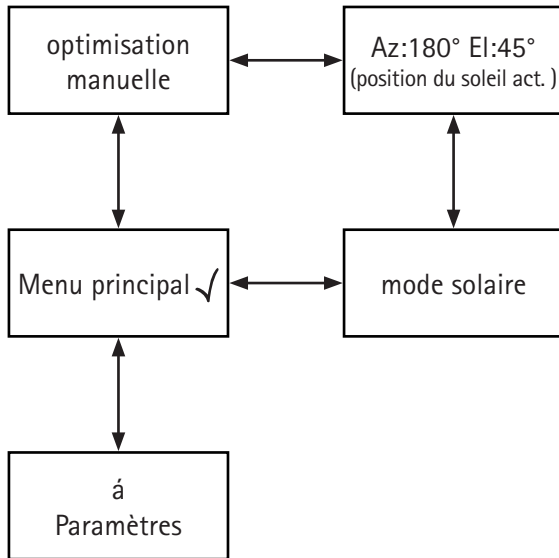 optimisation
manuelle
Az:180° El:45°
(position du soleil act. )
Menu principal √
mode solaire
á
Paramètres